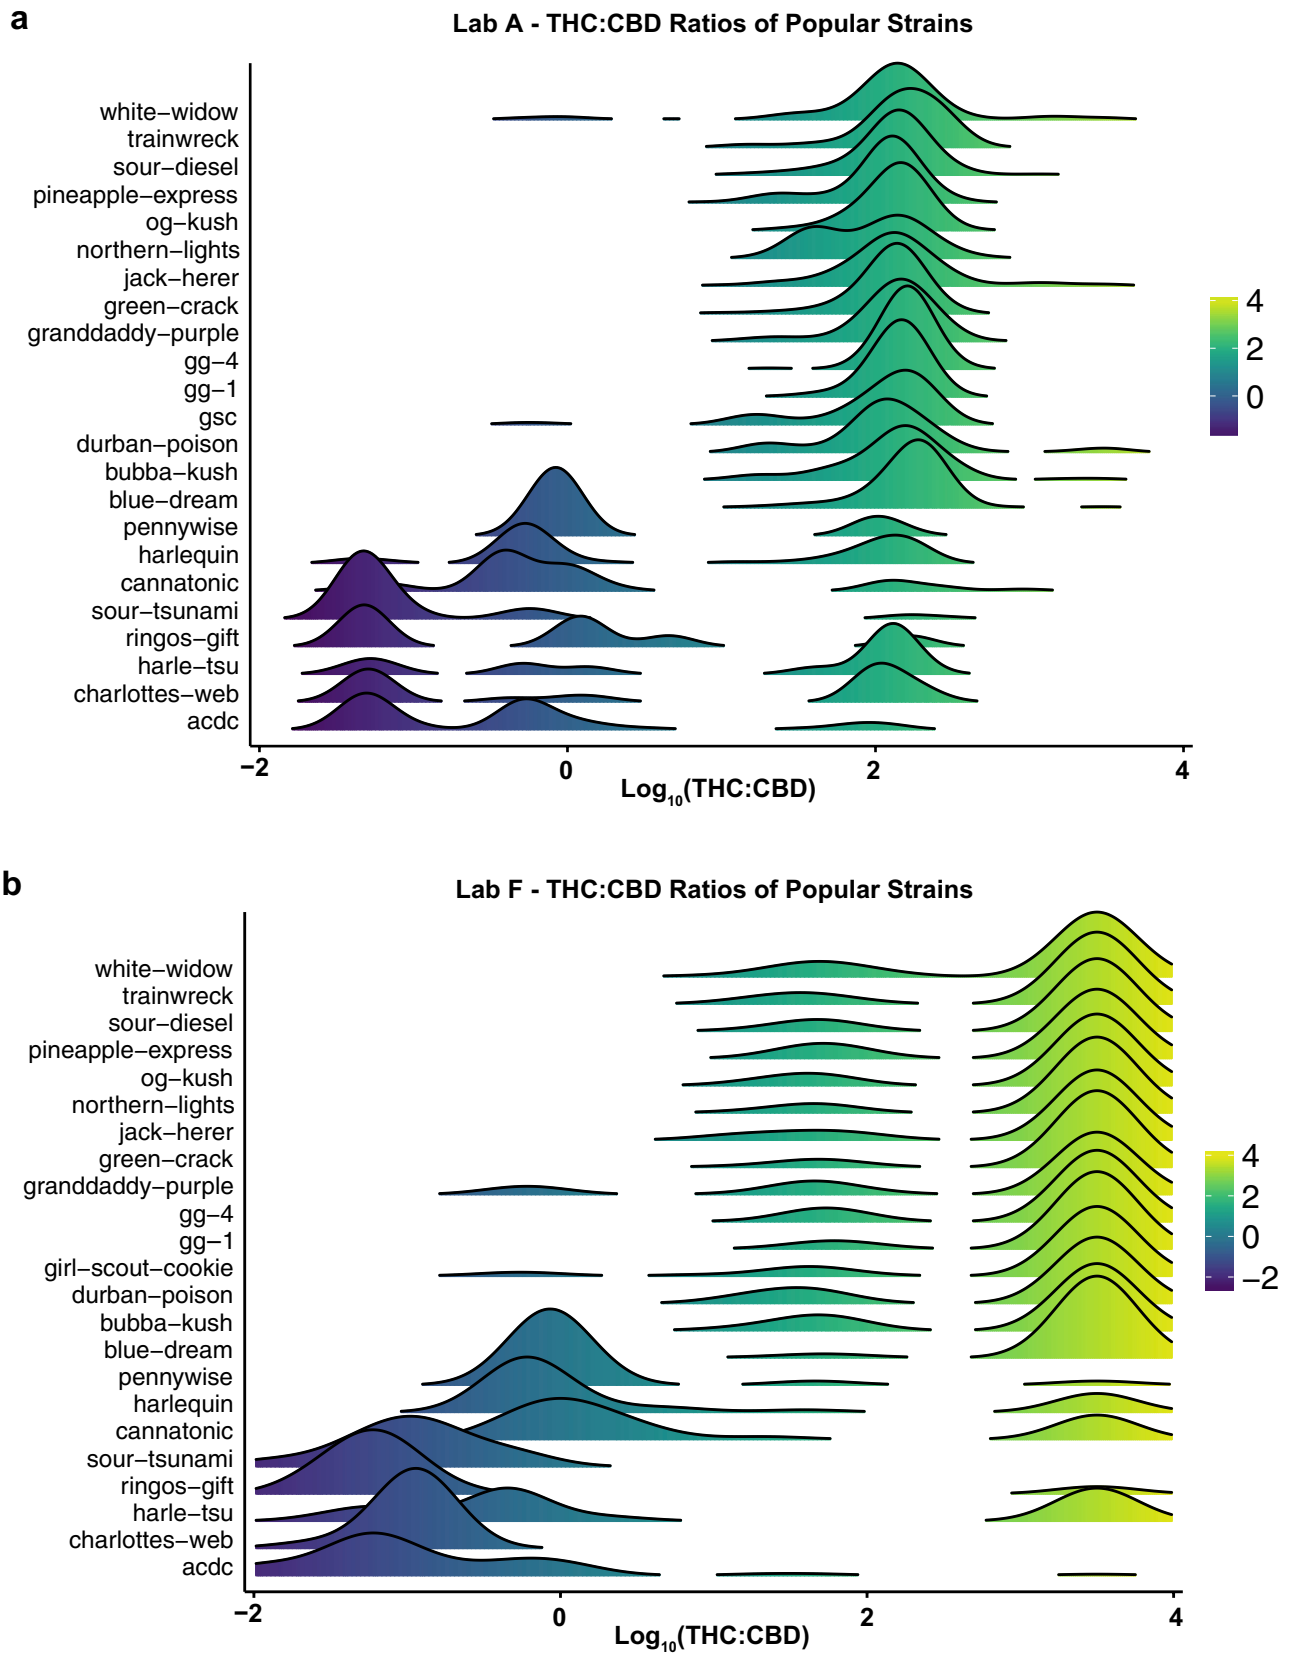 a
Lab A - THC:CBD Ratios of Popular Strains
white−widow
trainwreck
sour−diesel
pineapple−express
og−kush
northern−lights
jack−herer
green−crack
granddaddy−purple
gg−4
gg−1
gsc
durban−poison
bubba−kush
blue−dream
pennywise
harlequin
cannatonic
sour−tsunami
ringos−gift
harle−tsu
charlottes−web
acdc
4
2
0
−2 0 2 4
Log10(THC:CBD)
b
Lab F - THC:CBD Ratios of Popular Strains
white−widow
trainwreck
sour−diesel
pineapple−express
og−kush
northern−lights
jack−herer
green−crack
granddaddy−purple
gg−4
gg−1
girl−scout−cookie
durban−poison
bubba−kush
blue−dream
pennywise
harlequin
cannatonic
sour−tsunami
ringos−gift
harle−tsu
charlottes−web
acdc
4
2
0
−2
−2 0 2 4
Log10(THC:CBD)